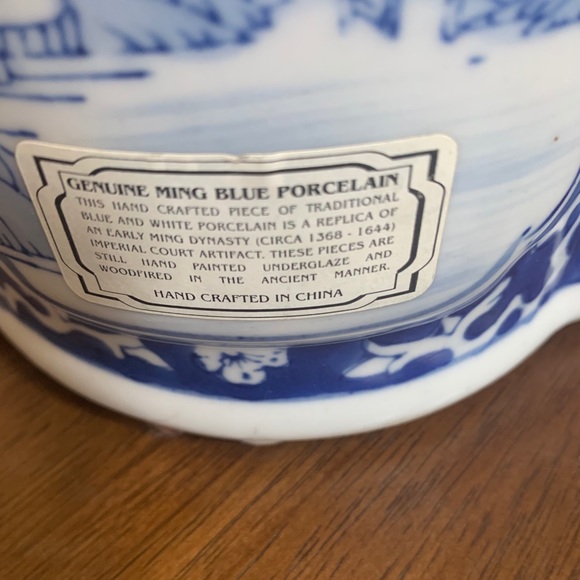 GENUINE MING BLUE PORCELAIN
THIS HAND CRAFTED PIECE OF TRADITIONAL
BLUE AND WHITE PORCELAIN IS A REPLICA OF
AN EARLY MING DYNASTY (CIRCA 1368 - 1644)
IMPERIAL COURT ARTIFACT. THESE PIECES ARE
STILL HAND PAINTED UNDERGLAZE AND
WOODFIRED IN THE ANCIENT MANNER.
HAND CRAFTED IN CHINA